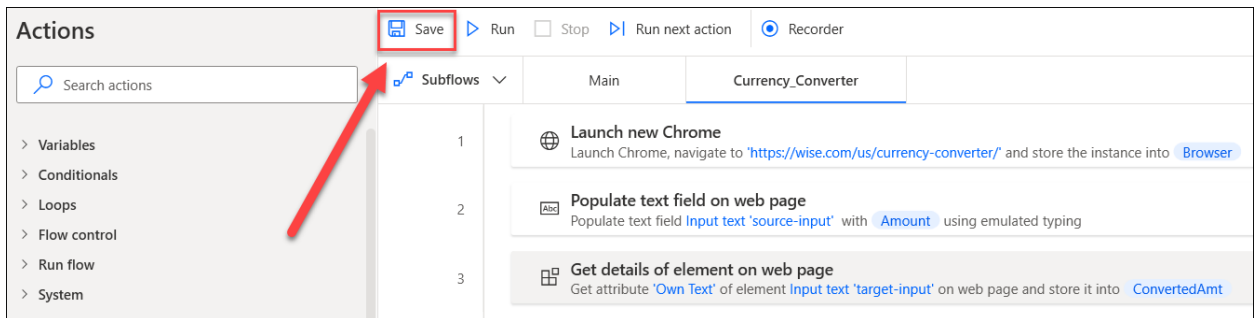 Actions
Save Run Stop Run next action Recorder
Search actions
Subflows Main Currency_Converter
Variables
Conditionals
Loops
Flow control
Run flow
System
1
Launch new Chrome
Launch Chrome, navigate to 'https://wise.com/us/currency-converter/' and store the instance into Browser
2
Abc
Populate text field on web page
Populate text field Input text 'source-input' with Amount using emulated typing
3
Get details of element on web page
Get attribute 'Own Text' of element Input text 'target-input' on web page and store it into ConvertedAmt